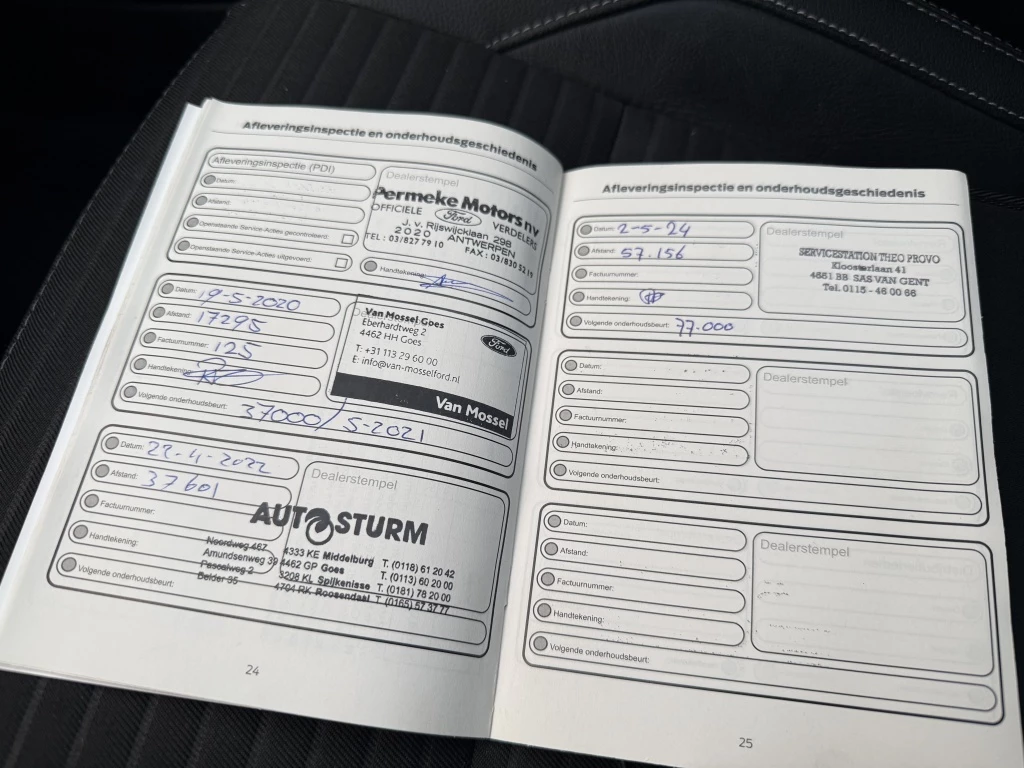 Afleveringsinspectie en onderhoudsgeschiedenis
Afleveringsinspectie (PDI)
Datum:
Afstand:
Openstaande Service-Acties gecontroleerd:
Openstaande Service-Acties uitgevoerd:
Dealerstempel
Permeke Motors nv
OFFICIELE Ford VERDELERS
J. v. Rijswijcklaan 298
2020 ANTWERPEN
TEL: 03/827 79 10 FAX: 03/830 52 19
Handtekening:
Datum: 19-5-2020
Afstand: 17295
Factuurnummer: 125
Handtekening:
Volgende onderhoudsbeurt: 37000/ 5-2021
Dealerstempel
Van Mossel Goes
Eberhardtweg 2
4462 HH Goes
Ford
T: +31 113 29 60 00
E: info@van-mosselford.nl
Van Mossel
Datum: 22-4-2022
Afstand: 37601
Factuurnummer:
Handtekening:
Volgende onderhoudsbeurt:
Dealerstempel
AUTOSTURM
Noordweg 467 4333 KE Middelburg T. (0118) 61 20 42
Amundsenweg 39 4462 GP Goes T. (0113) 60 20 00
Pascalweg 2 3208 KL Spijkenisse T. (0181) 78 20 00
Belder 35 4704 RK Roosendaal T. (0165) 57 37 77
24
Afleveringsinspectie en onderhoudsgeschiedenis
Datum: 2-5-24
Afstand: 57.156
Factuurnummer:
Handtekening:
Volgende onderhoudsbeurt: 77.000
Dealerstempel
SERVICESTATION THEO PROVO
Kloosterlaan 41
4551 BB SAS VAN GENT
Tel. 0115 - 46 00 66
Datum:
Afstand:
Factuurnummer:
Handtekening:
Volgende onderhoudsbeurt:
Dealerstempel
Datum:
Afstand:
Factuurnummer:
Handtekening:
Volgende onderhoudsbeurt:
Dealerstempel
25